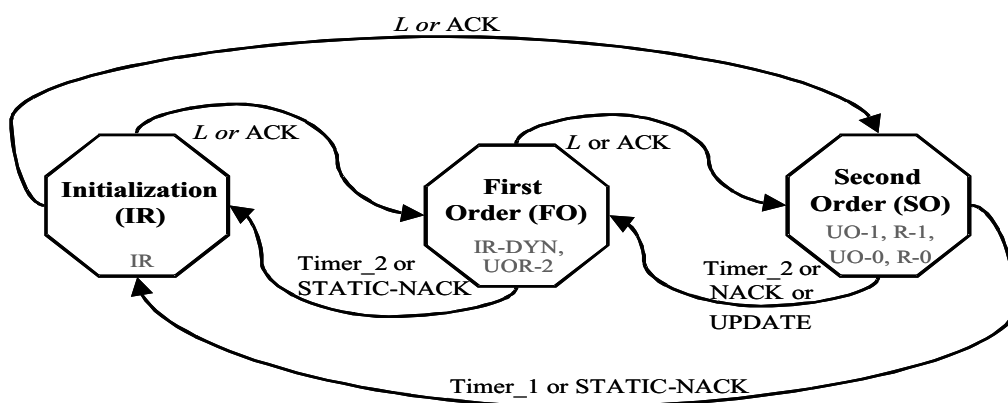 L or ACK
L or ACK
L or ACK
Initialization
(IR)
IR
First
Order (FO)
IR-DYN,
UOR-2
Second
Order (SO)
UO-1, R-1,
UO-0, R-0
Timer_2 or
STATIC-NACK
Timer_2 or
NACK or
UPDATE
Timer_1 or STATIC-NACK